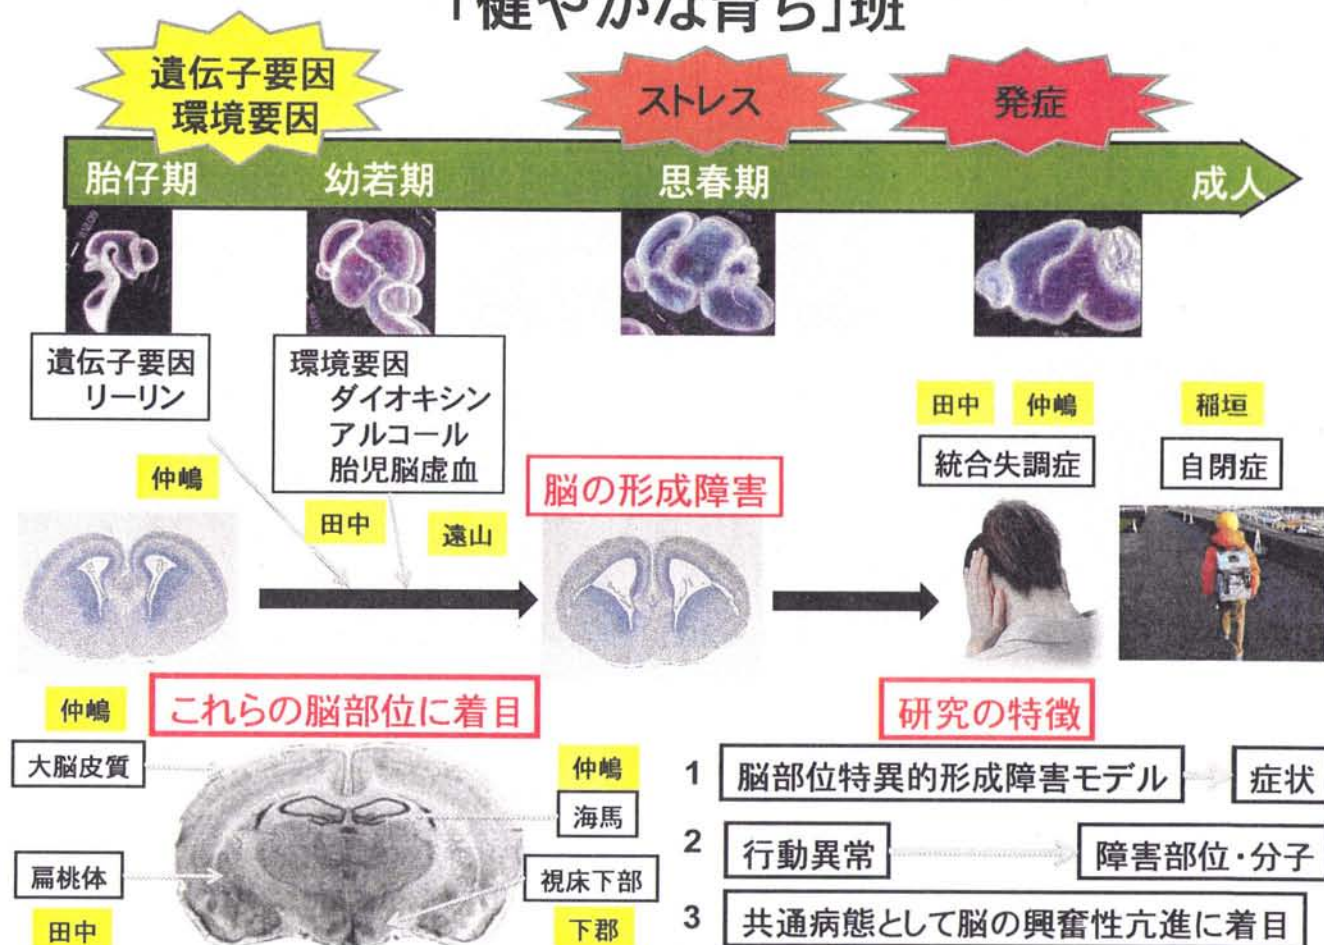 「健やかな育ち」班
遺伝子要因
環境要因
ストレス
発症
胎仔期
幼若期
思春期
成人
遺伝子要因
リーリン
環境要因
ダイオキシン
アルコール
胎児脳虚血
田中
仲嶋
稲垣
統合失調症
自閉症
仲嶋
田中
遠山
脳の形成障害
仲嶋
これらの脳部位に着目
大脳皮質
仲嶋
海馬
扁桃体
田中
視床下部
下郡
研究の特徴
1 脳部位特異的形成障害モデル 症状
2 行動異常 障害部位・分子
3 共通病態として脳の興奮性亢進に着目